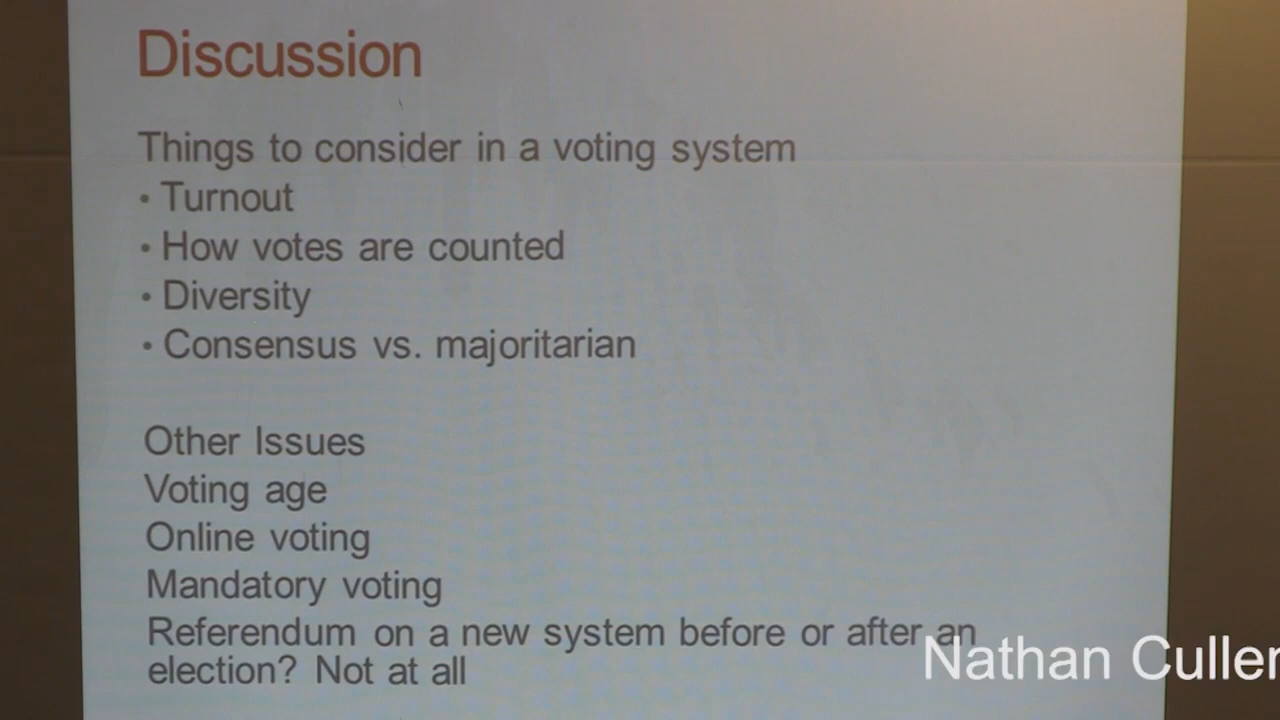 Discussion
Things to consider in a voting system
• Turnout
• How votes are counted
• Diversity
• Consensus vs. majoritarian
Other Issues
Voting age
Online voting
Mandatory voting
Referendum on a new system before or after an
election? Not at all
Nathan Culler